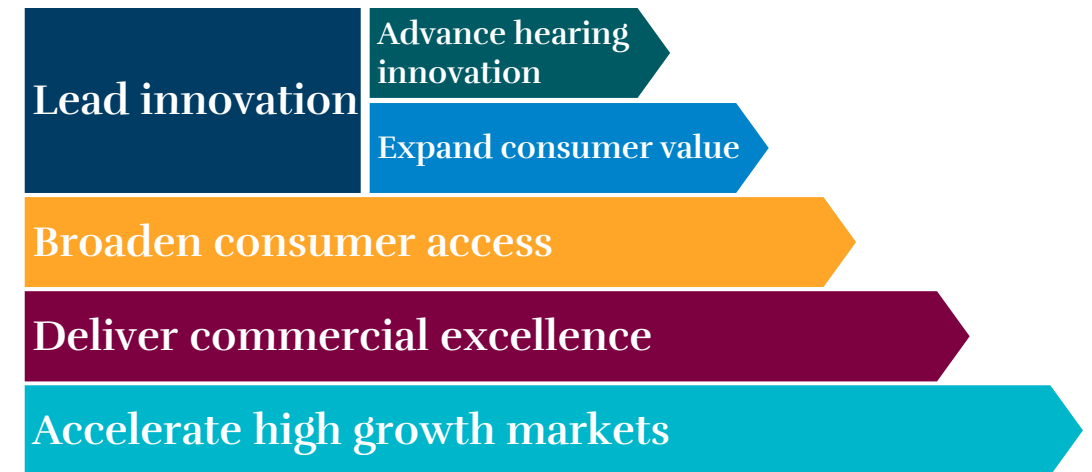 Lead innovation
Advance hearing
innovation
Expand consumer value
Broaden consumer access
Deliver commercial excellence
Accelerate high growth markets